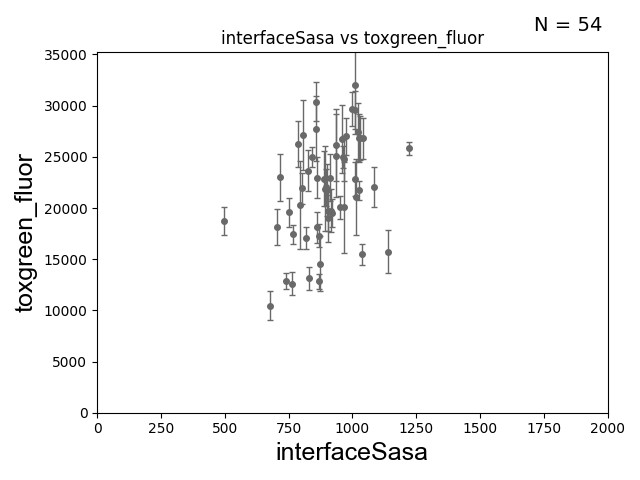 N = 54
interfaceSasa vs toxgreen_fluor
toxgreen_fluor
35000
30000
25000
20000
15000
10000
5000
0
0 250 500 750 1000 1250 1500 1750 2000
interfaceSasa